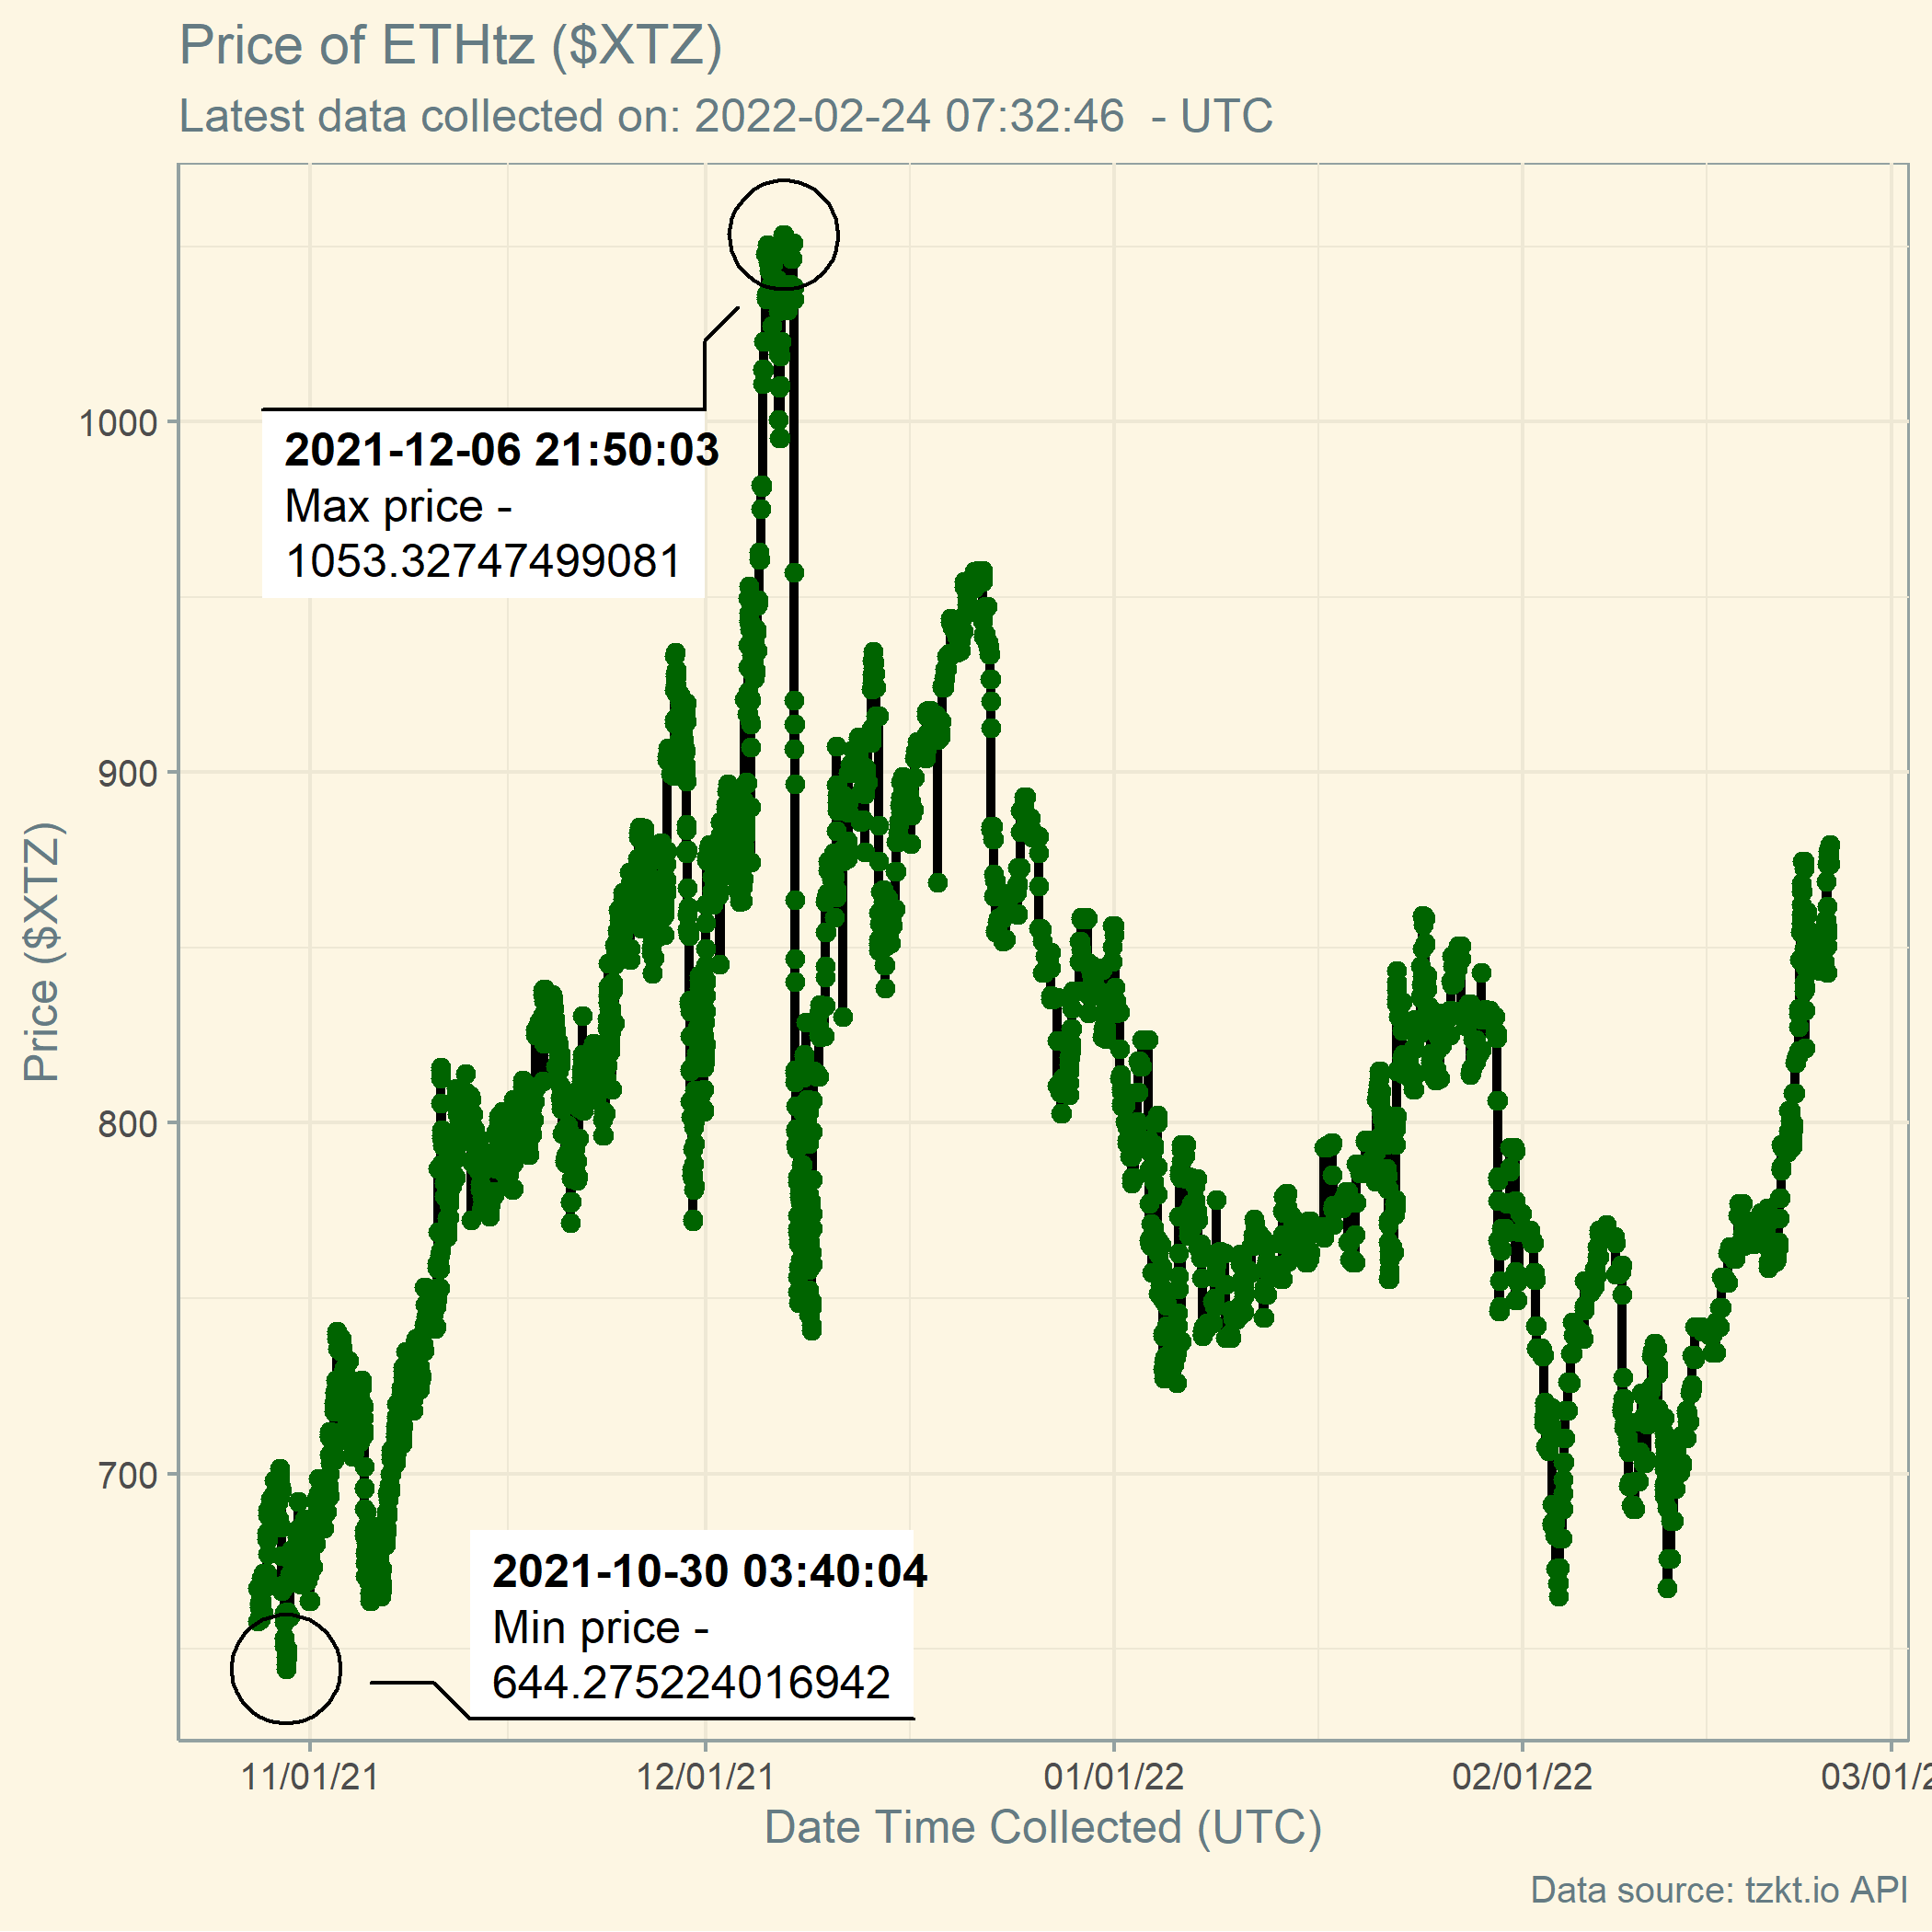 Price of ETHtz ($XTZ)
Latest data collected on: 2022-02-24 07:32:46  - UTC
1000
900
800
700
Price ($XTZ)
2021-12-06 21:50:03
Max price -
1053.32747499081
2021-10-30 03:40:04
Min price -
644.275224016942
11/01/21
12/01/21
01/01/22
02/01/22
03/01/2
Date Time Collected (UTC)
Data source: tzkt.io API